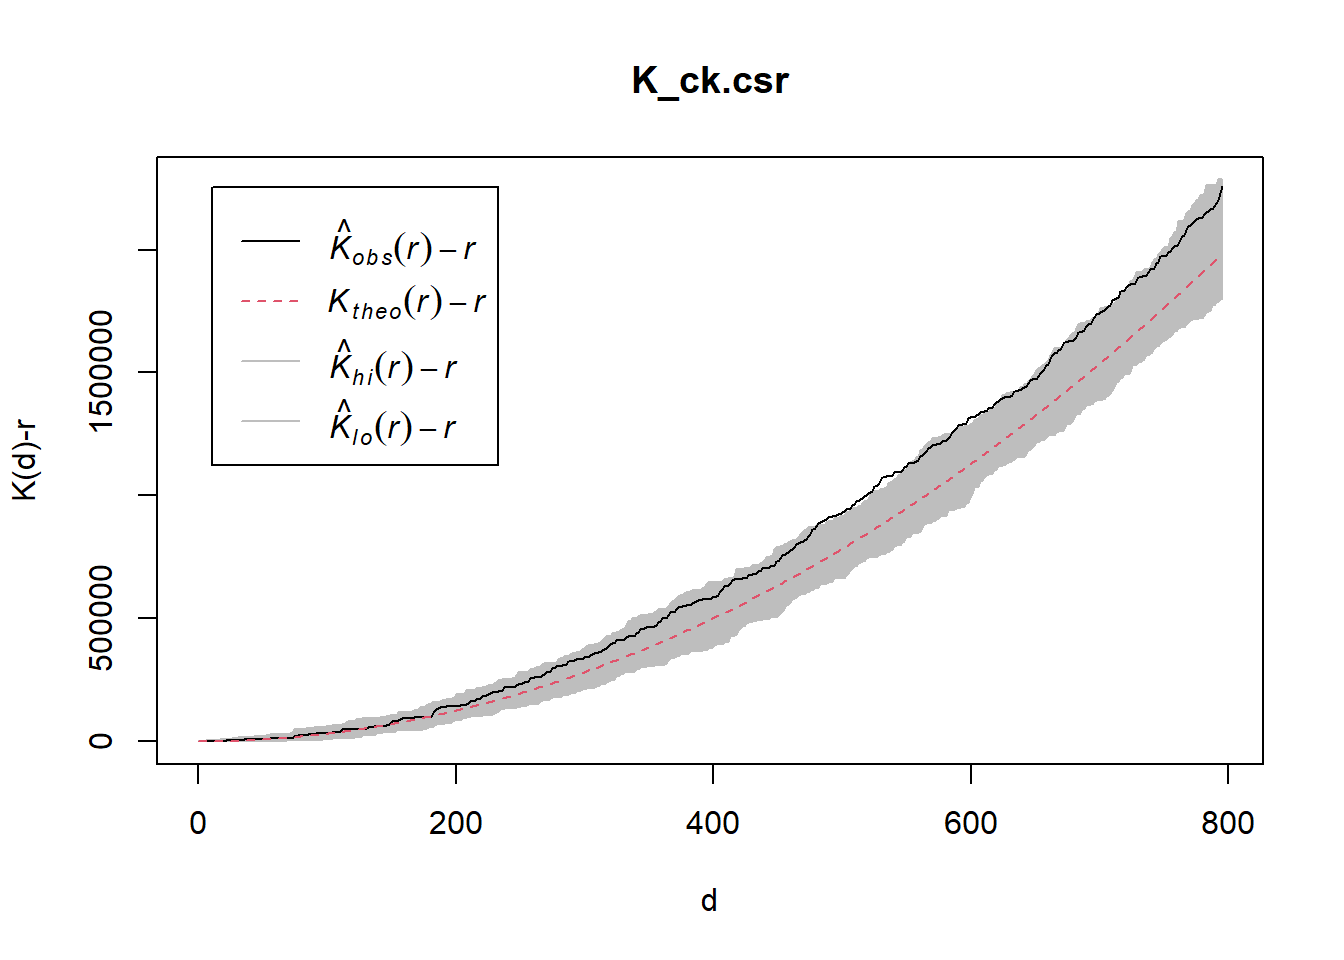 K_ck.csr
K̂obs(r) − r
Ktheo(r) − r
K̂hi(r) − r
K̂lo(r) − r
K(d)-r
0
500000
1500000
0
200
400
600
800
d